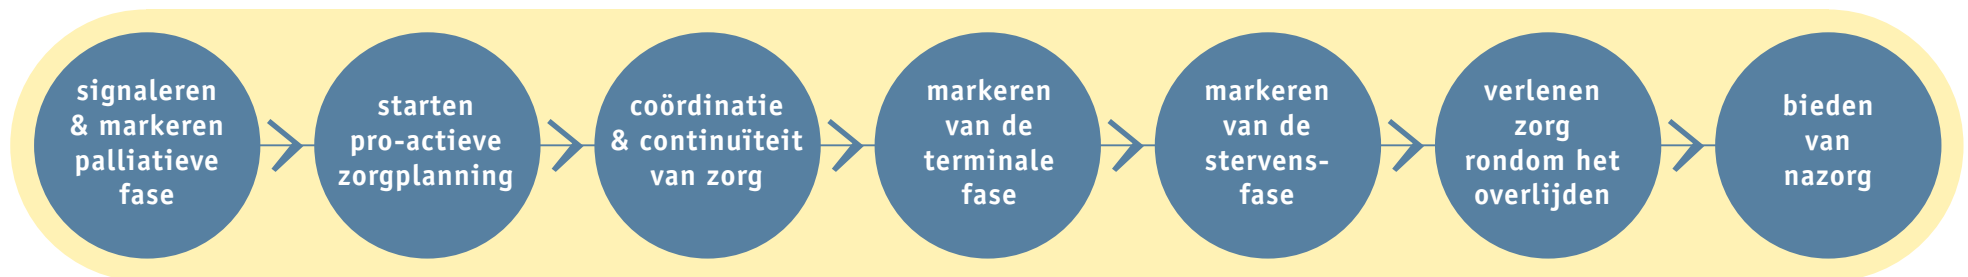 signaleren
& markeren
palliatieve
fase
starten
pro-actieve
zorgplanning
coördinatie
& continuïteit
van zorg
markeren
van de
terminale
fase
markeren
van de
stervens-
fase
verlenen
zorg
rondom het
overlijden
bieden
van
nazorg